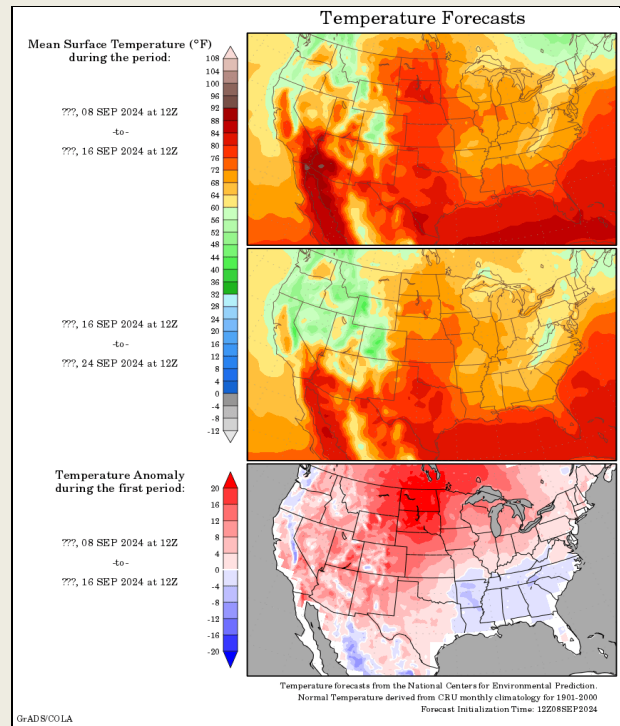 Temperature Forecasts
Mean Surface Temperature (°F)
during the period:
???, 08 SEP 2024 at 12Z
-to-
???, 16 SEP 2024 at 12Z
108
104
100
96
92
88
84
80
76
72
68
64
60
56
52
48
44
40
36
32
28
24
20
16
12
8
4
0
-4
-8
-12
???, 16 SEP 2024 at 12Z
-to-
???, 24 SEP 2024 at 12Z
Temperature Anomaly
during the first period:
???, 08 SEP 2024 at 12Z
-to-
???, 16 SEP 2024 at 12Z
20
16
12
8
4
0
-4
-8
-12
-16
-20
Temperature forecasts from the National Centers for Environmental Prediction.
Normal Temperature derived from CRU monthly climatology for 1901-2000
Forecast Initialization Time: 12Z08SEP2024
GrADS/COLA